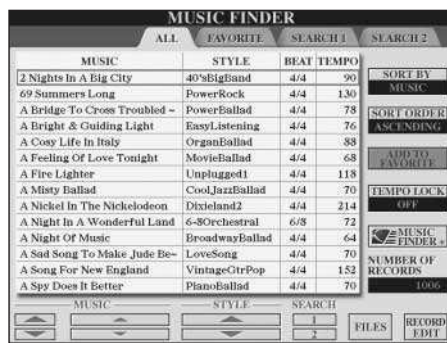 MUSIC FINDER
ALL FAVORITE SEARCH 1 SEARCH 2
MUSIC STYLE BEAT TEMPO
2 Nights In A Big City 40'sBigBand 4/4 90
69 Summers Long PowerRock 4/4 130
A Bridge To Cross Troubled ~ PowerBallad 4/4 78
A Bright & Guiding Light EasyListening 4/4 76
A Cosy Life In Italy OrganBallad 4/4 88
A Feeling Of Love Tonight MovieBallad 4/4 68
A Fire Lighter Unplugged1 4/4 118
A Misty Ballad CoolJazzBallad 4/4 70
A Nickel In The Nickelodeon Dixieland2 4/4 214
A Night In A Wonderful Land 6-8Orchestral 6/8 72
A Night Of Music BroadwayBallad 4/4 64
A Sad Song To Make Jude Be~ LoveSong 4/4 70
A Song For New England VintageGtrPop 4/4 152
A Spy Does It Better PianoBallad 4/4 70
SORT BY
MUSIC
SORT ORDER
ASCENDING
ADD TO
FAVORITE
TEMPO LOCK
OFF
MUSIC
FINDER +
NUMBER OF
RECORDS
1006
MUSIC STYLE SEARCH
1
2
FILES
RECORD
EDIT